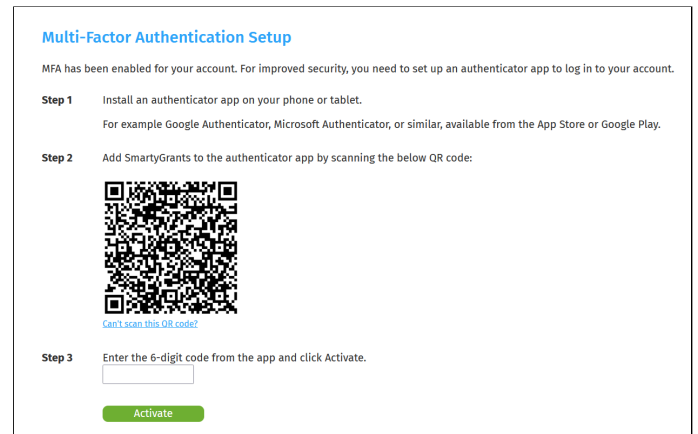 Multi-Factor Authentication Setup
MFA has been enabled for your account. For improved security, you need to set up an authenticator app to log in to your account.
Step 1 Install an authenticator app on your phone or tablet.
For example Google Authenticator, Microsoft Authenticator, or similar, available from the App Store or Google Play.
Step 2 Add SmartyGrants to the authenticator app by scanning the below QR code:
Can't scan this QR code?
Step 3 Enter the 6-digit code from the app and click Activate.
Activate